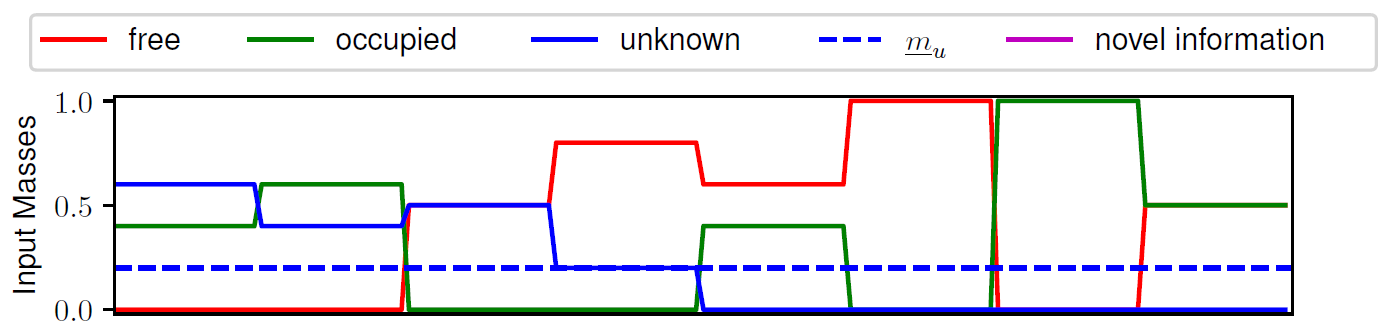 free occupied unknown m_u novel information
1.0
0.5
0.0
Input Masses